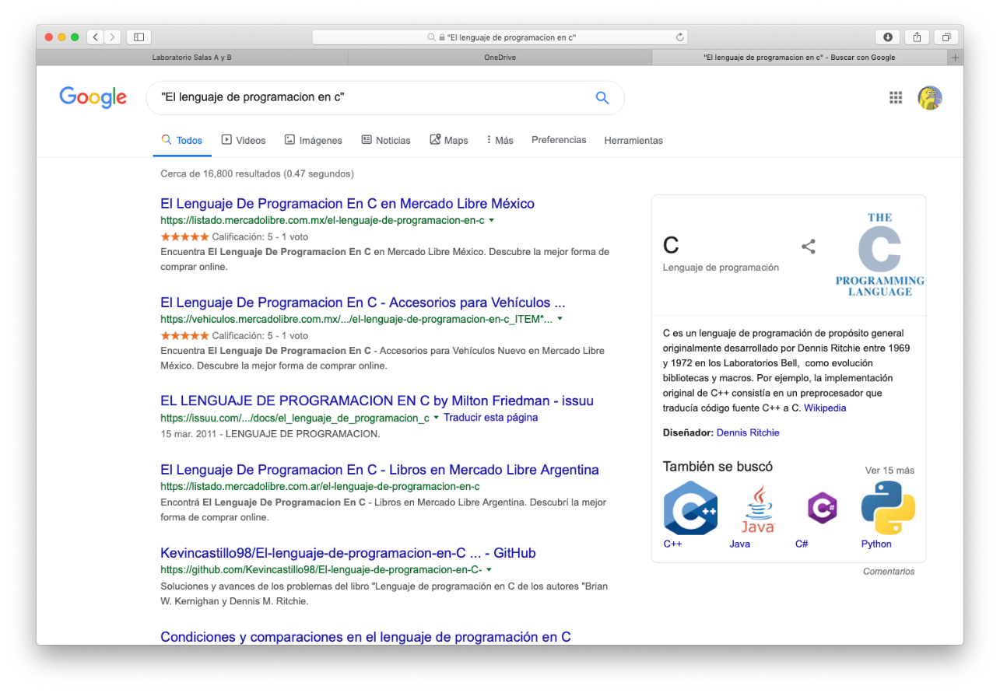 "El lenguaje de programacion en c"
Laboratorio Salas A y B
OneDrive
"El lenguaje de programacion en c" - Buscar con Google
Google
"El lenguaje de programacion en c"
Todos
Videos
Imágenes
Noticias
Maps
Más
Preferencias
Herramientas
Cerca de 16,800 resultados (0.47 segundos)
El Lenguaje De Programacion En C en Mercado Libre México
https://listado.mercadolibre.com.mx/el-lenguaje-de-programacion-en-c
Calificación: 5 - 1 voto
Encuentra El Lenguaje De Programacion En C en Mercado Libre México. Descubre la mejor forma de
comprar online.
El Lenguaje De Programacion En C - Accesorios para Vehículos ...
https://vehiculos.mercadolibre.com.mx/.../el-lenguaje-de-programacion-en-c_ITEM*...
Calificación: 5 - 1 voto
Encuentra El Lenguaje De Programacion En C - Accesorios para Vehículos Nuevo en Mercado Libre
México. Descubre la mejor forma de comprar online.
EL LENGUAJE DE PROGRAMACION EN C by Milton Friedman - issuu
https://issuu.com/.../docs/el_lenguaje_de_programacion_c Traducir esta página
15 mar. 2011 - LENGUAJE DE PROGRAMACION.
El Lenguaje De Programacion En C - Libros en Mercado Libre Argentina
https://listado.mercadolibre.com.ar/el-lenguaje-de-programacion-en-c
Encontrá El Lenguaje De Programacion En C - Libros en Mercado Libre Argentina. Descubrí la mejor
forma de comprar online.
Kevincastillo98/El-lenguaje-de-programacion-en-C ... - GitHub
https://github.com/Kevincastillo98/El-lenguaje-de-programacion-en-C-
Soluciones y avances de los problemas del libro "Lenguaje de programación en C de los autores "Brian
W. Kernighan y Dennis M. Ritchie.
Condiciones y comparaciones en el lenguaje de programación en C
C
Lenguaje de programación
THE
C
PROGRAMMING
LANGUAGE
C es un lenguaje de programación de propósito general
originalmente desarrollado por Dennis Ritchie entre 1969
y 1972 en los Laboratorios Bell, como evolución
bibliotecas y macros. Por ejemplo, la implementación
original de C++ consistía en un preprocesador que
traducía código fuente C++ a C. Wikipedia
Diseñador: Dennis Ritchie
También se buscó
Ver 15 más
C++
Java
C#
C++
Java
C#
Python
Comentarios